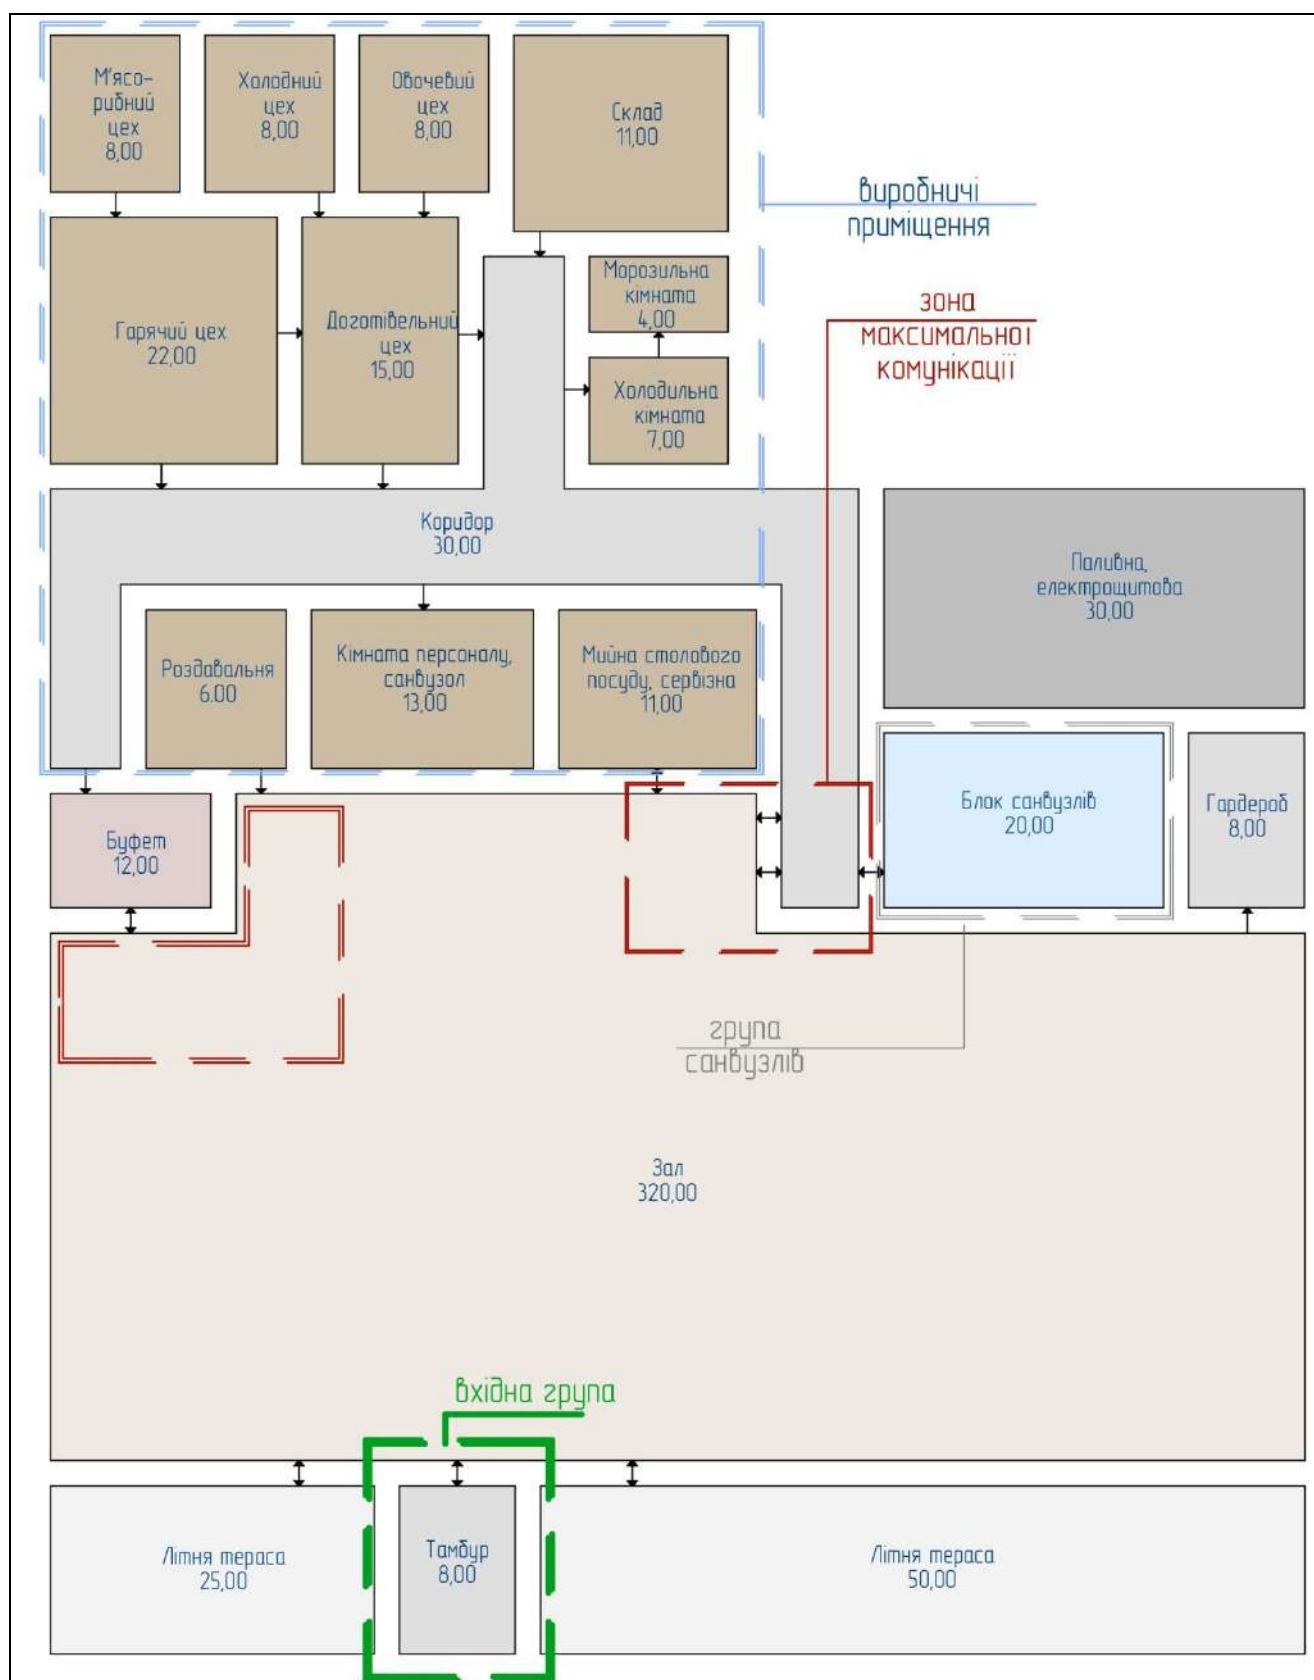 М'ясо-
рибний
цех
8,00
Холодний
цех
8,00
Овочевий
цех
8,00
Склад
11,00
виробничі
приміщення
Морозильна
кімната
4,00
зона
максимальної
комунікації
Гарячий цех
22,00
Доготівельний
цех
15,00
Холодильна
кімната
7,00
Коридор
30,00
Паливна,
електрощитова
30,00
Роздавальня
6.00
Кімната персоналу,
санвузол
13,00
Мийна столового
посуду, сервізна
11,00
Буфет
12,00
Блок санвузлів
20,00
Гардероб
8,00
група
санвузлів
Зал
320,00
вхідна група
Літня тераса
25,00
Тамбур
8,00
Літня тераса
50,00